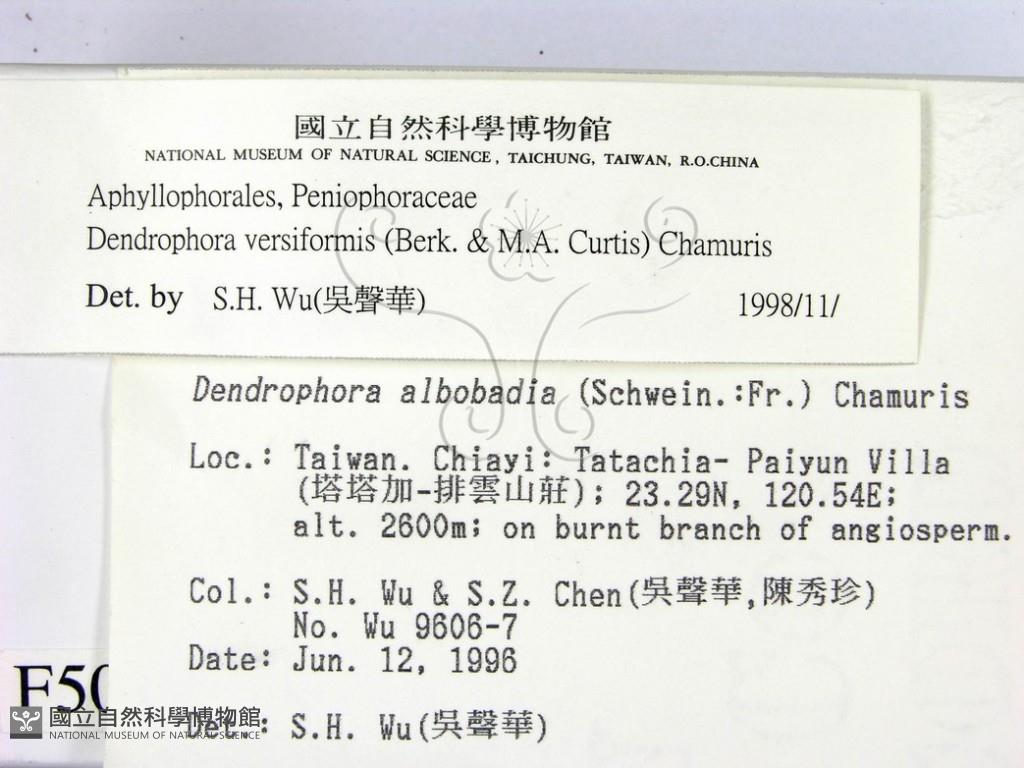 國立自然科學博物館
NATIONAL MUSEUM OF NATURAL SCIENCE, TAICHUNG, TAIWAN, R.O.CHINA
Aphyllophorales, Peniophoraceae
Dendrophora versiformis (Berk. & M.A. Curtis) Chamuris
Det. by S.H. Wu(吳聲華) 1998/11/
Dendrophora albobadia (Schwein.:Fr.) Chamuris
Loc.: Taiwan. Chiayi: Tatachia- Paiyun Villa
(塔塔加-排雲山莊); 23.29N, 120.54E;
alt. 2600m; on burnt branch of angiosperm.
Col.: S.H. Wu & S.Z. Chen(吳聲華,陳秀珍)
No. Wu 9606-7
Date: Jun. 12, 1996
F50
Det.: S.H. Wu(吳聲華)
國立自然科學博物館
NATIONAL MUSEUM OF NATURAL SCIENCE